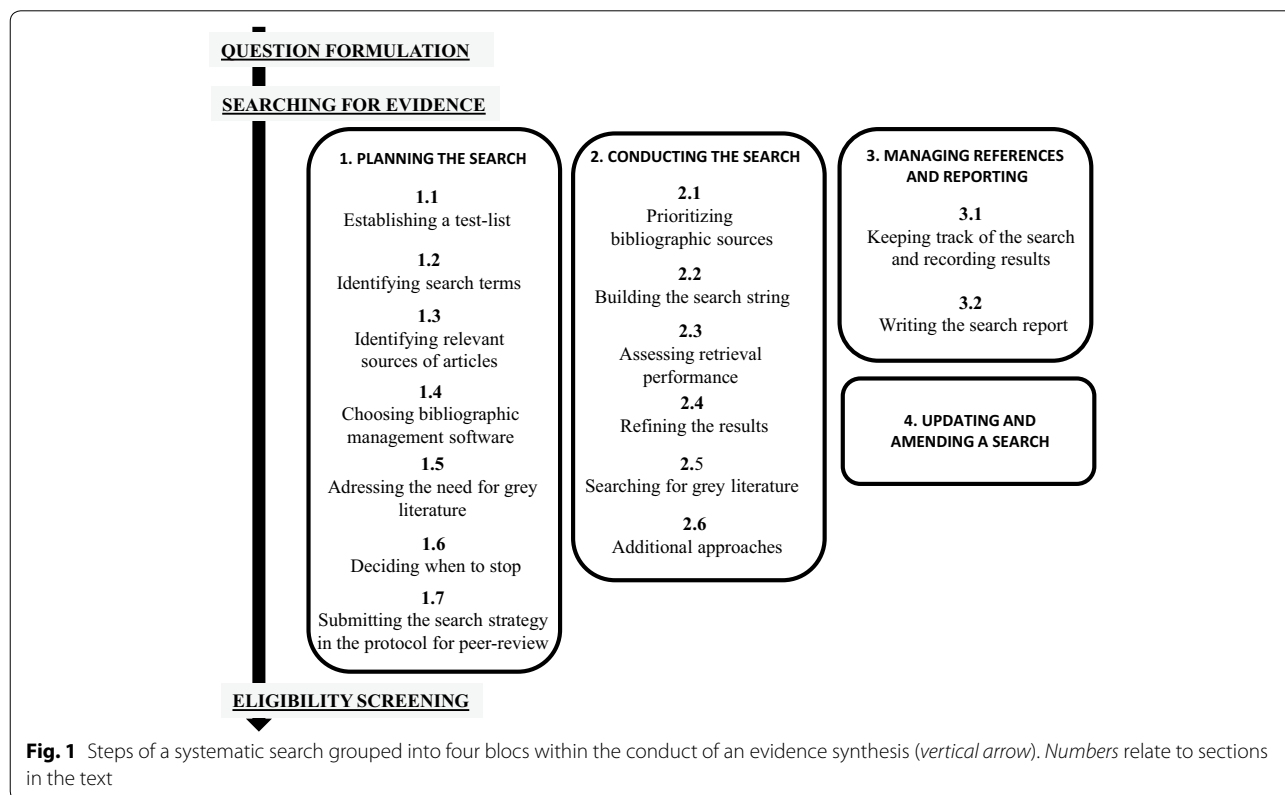 QUESTION FORMULATION
SEARCHING FOR EVIDENCE
1. PLANNING THE SEARCH
1.1
Establishing a test-list
1.2
Identifying search terms
1.3
Identifying relevant
sources of articles
1.4
Choosing bibliographic
management software
1.5
Adressing the need for grey
literature
1.6
Deciding when to stop
1.7
Submitting the search strategy
in the protocol for peer-review
2. CONDUCTING THE SEARCH
2.1
Prioritizing
bibliographic sources
2.2
Building the search string
2.3
Assessing retrieval
performance
2.4
Refining the results
2.5
Searching for grey literature
2.6
Additional approaches
3. MANAGING REFERENCES
AND REPORTING
3.1
Keeping track of the search
and recording results
3.2
Writing the search report
4. UPDATING AND
AMENDING A SEARCH
ELIGIBILITY SCREENING
Fig. 1 Steps of a systematic search grouped into four blocs within the conduct of an evidence synthesis (vertical arrow). Numbers relate to sections
in the text